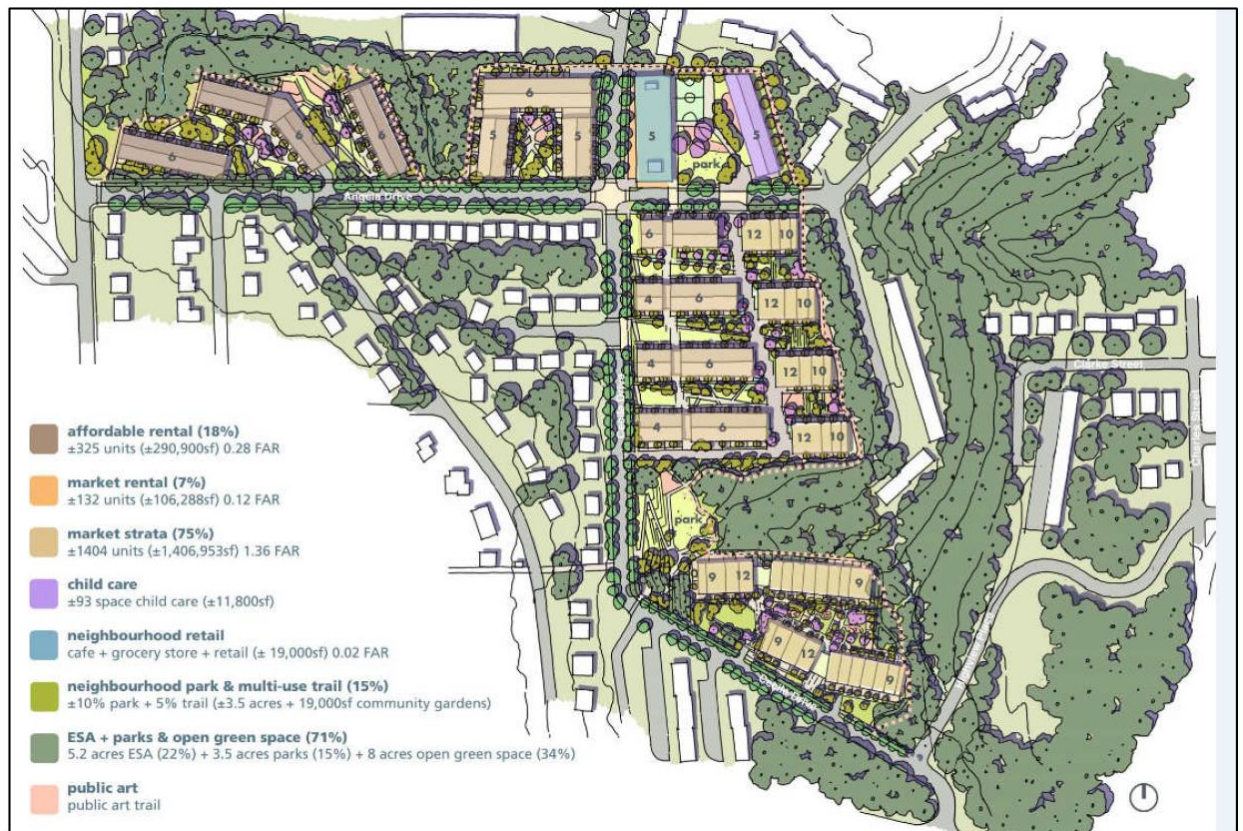 6
5
5
5
5
6
6
6
park
Angela Drive
6
12
10
4
6
12
10
4
6
12
10
4
6
12
10
Clarke Street
park
9
12
9
9
12
9
affordable rental (18%)
±325 units (±290,900sf) 0.28 FAR
market rental (7%)
±132 units (±106,288sf) 0.12 FAR
market strata (75%)
±1404 units (±1,406,953sf) 1.36 FAR
child care
±93 space child care (±11,800sf)
neighbourhood retail
cafe + grocery store + retail (± 19,000sf) 0.02 FAR
neighbourhood park & multi-use trail (15%)
±10% park + 5% trail (±3.5 acres + 19,000sf community gardens)
ESA + parks & open green space (71%)
5.2 acres ESA (22%) + 3.5 acres parks (15%) + 8 acres open green space (34%)
public art
public art trail